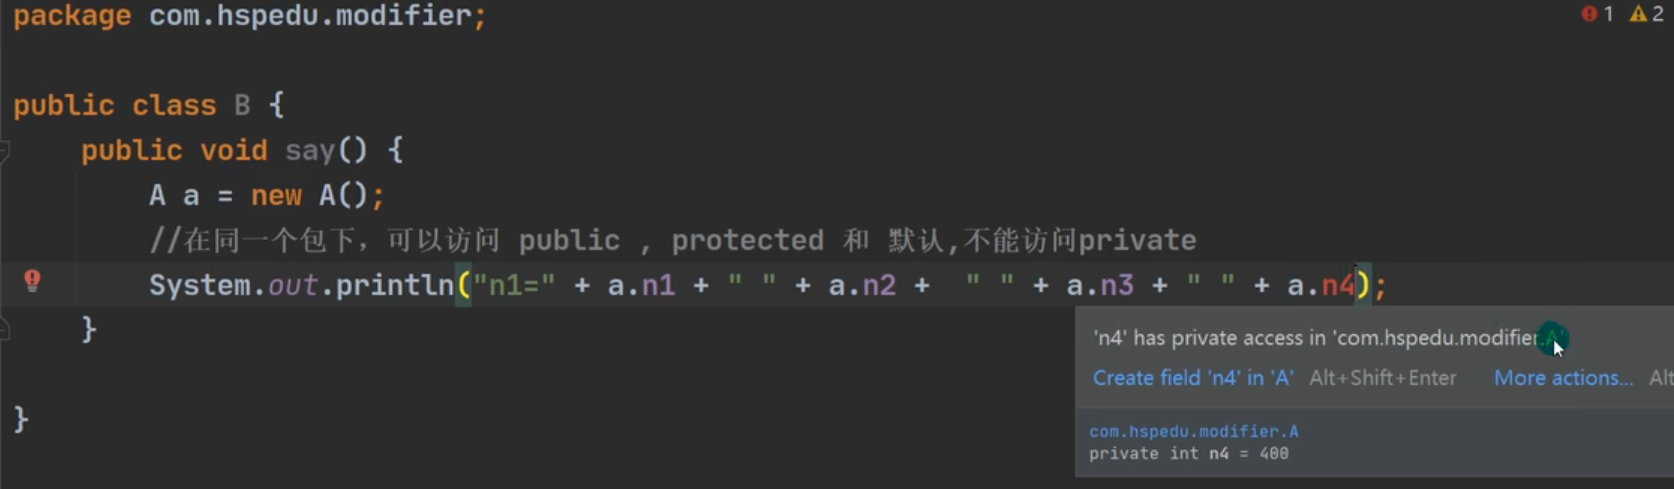 package com.hspedu.modifier;
1 2
public class B {
public void say() {
A a = new A();
//在同一个包下，可以访问 public , protected 和 默认,不能访问private
System.out.println("n1=" + a.n1 + " " + a.n2 +  " " + a.n3 + " " + a.n4);
}
'n4' has private access in 'com.hspedu.modifier.A'
Create field 'n4' in 'A' Alt+Shift+Enter More actions... Alt
}
com.hspedu.modifier.A
private int n4 = 400